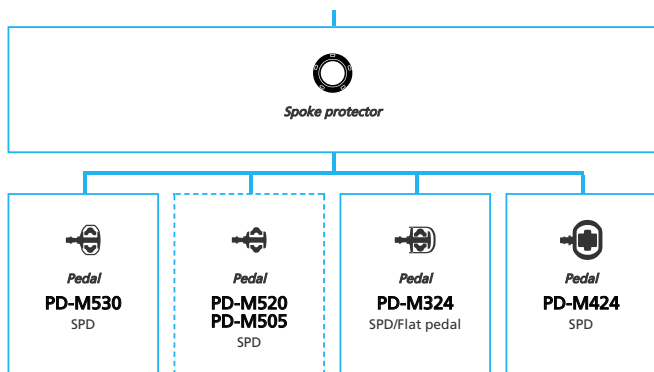 Spoke protector
Pedal
PD-M530
SPD
Pedal
PD-M520
PD-M505
SPD
Pedal
PD-M324
SPD/Flat pedal
Pedal
PD-M424
SPD